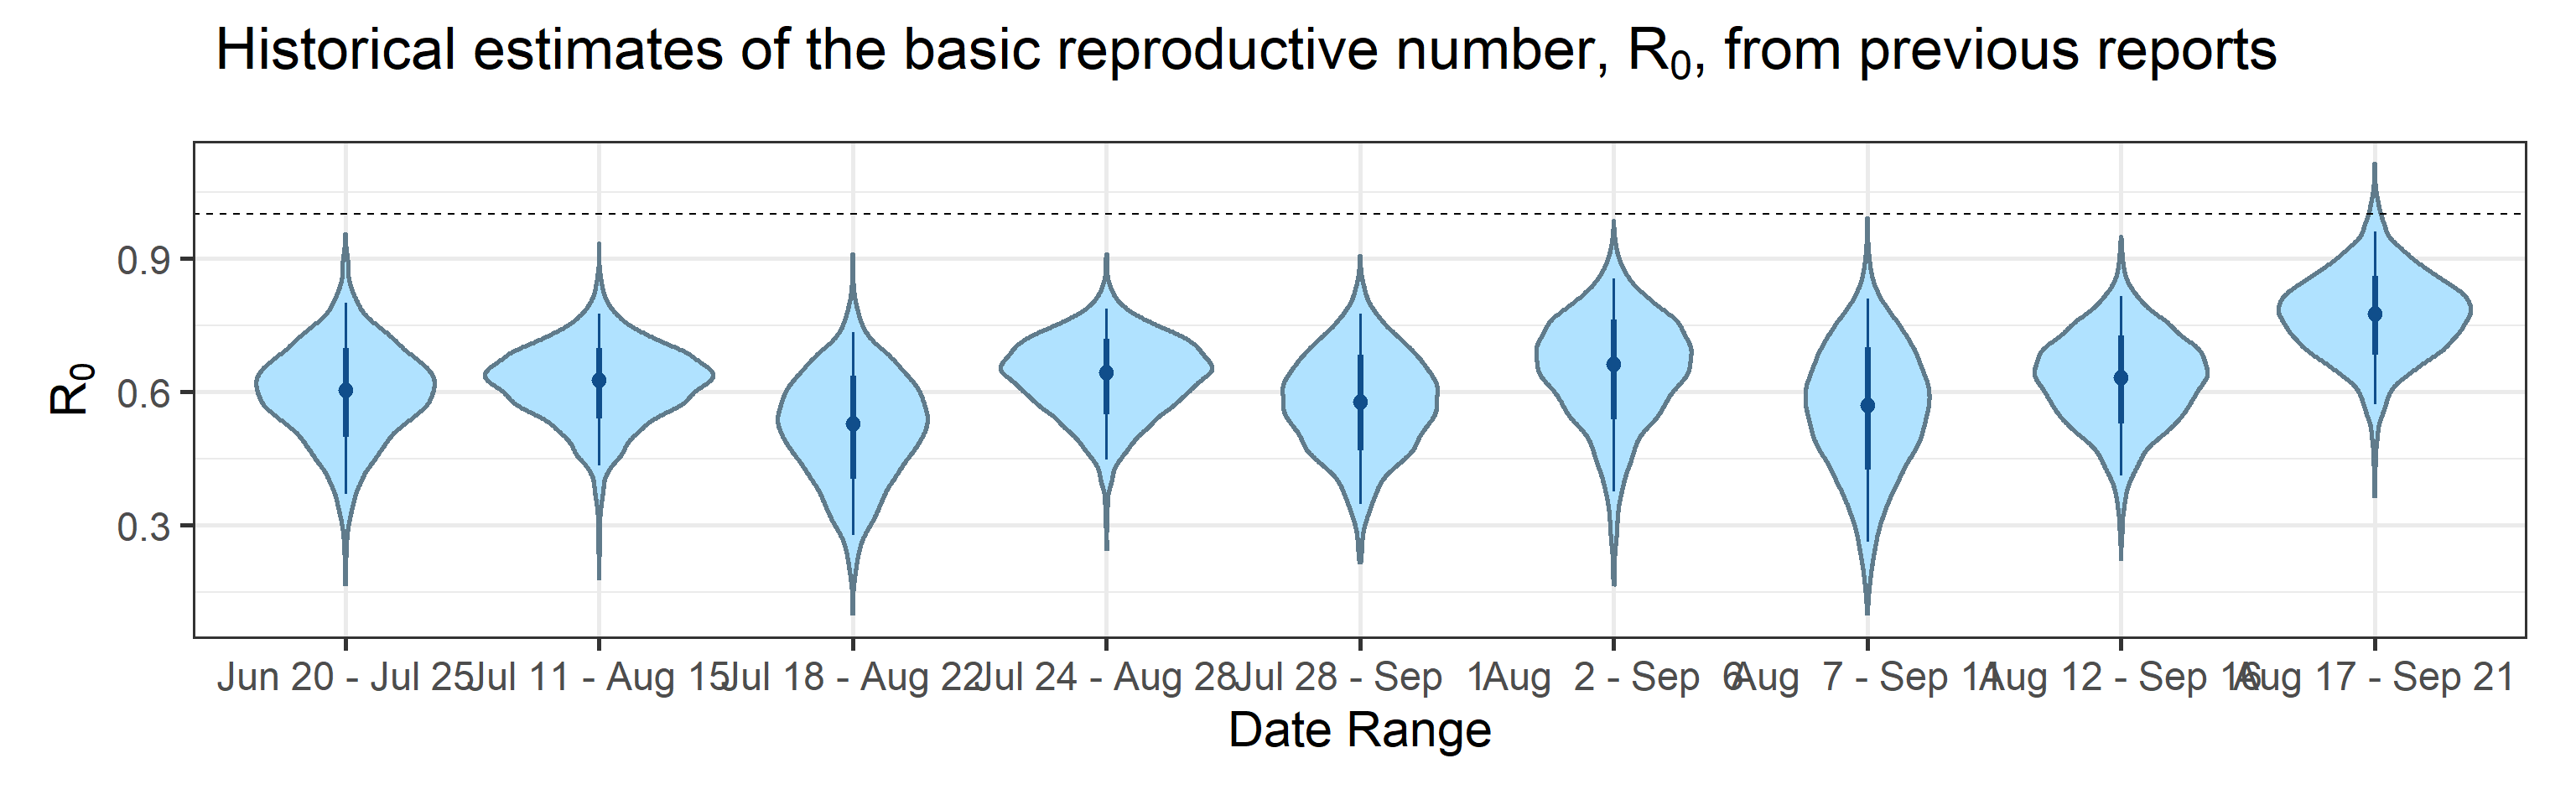 Historical estimates of the basic reproductive number, R₀, from previous reports
R₀
0.9
0.6
0.3
Jun 20 - Jul 25
Jul 11 - Aug 15
Jul 18 - Aug 22
Jul 24 - Aug 28
Jul 28 - Sep  1
Aug  2 - Sep  6
Aug  7 - Sep 11
Aug 12 - Sep 16
Aug 17 - Sep 21
Date Range